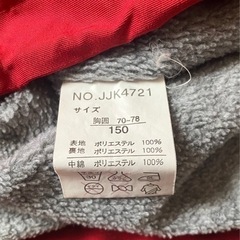 NO.JJK4721
サイズ
胸囲 70-78
150
表地 ポリエステル 100%
裏地 ポリエステル 100%
中綿 ポリエステル 100%